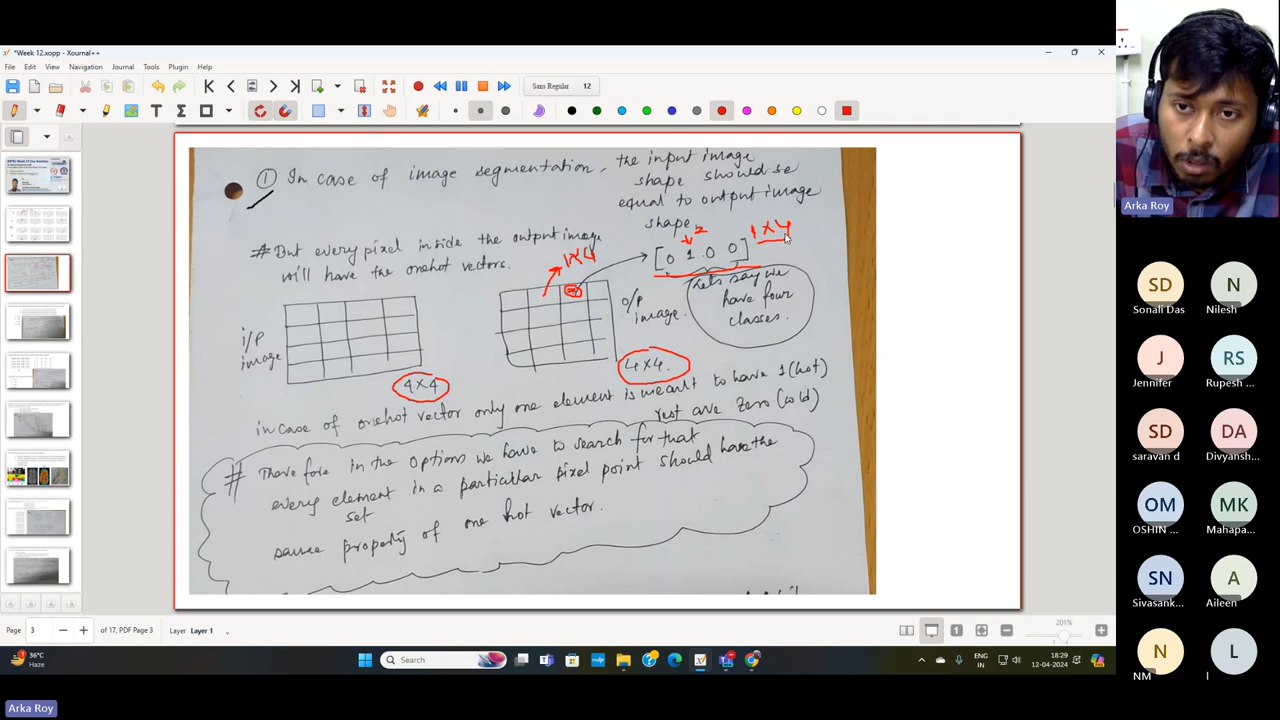 *Week 12.xopp - Xournal++
File Edit View Navigation Journal Tools Plugin Help
Sans Regular 12
① In case of image segmentation, the input image
shape should be
equal to output image
shape
# But every pixel inside the output image
will have the onehot vectors.
1x4
[0 1 0 0]
2
1x4
Lets say we
have four
classes.
i/P
image
4x4
o/p
image.
4x4.
in case of onehot vector only one element is meant to have 1 (hot)
rest are zero (cold)
# Therefore in the options we have to search for that
every element in a particular pixel point should have the
set
same property of one hot vector.
Page 3 of 17, PDF Page 3
Layer Layer 1
201%
36°C
Haze
Search
ENG
IN
18:29
12-04-2024
Arka Roy
Arka Roy
SD
Sonali Das
N
Nilesh
J
Jennifer
RS
Rupesh ...
SD
saravan d
DA
Divyansh...
OM
OSHIN ...
MK
Mahapa...
SN
Sivasank...
A
Aileen
N
NM
L
l